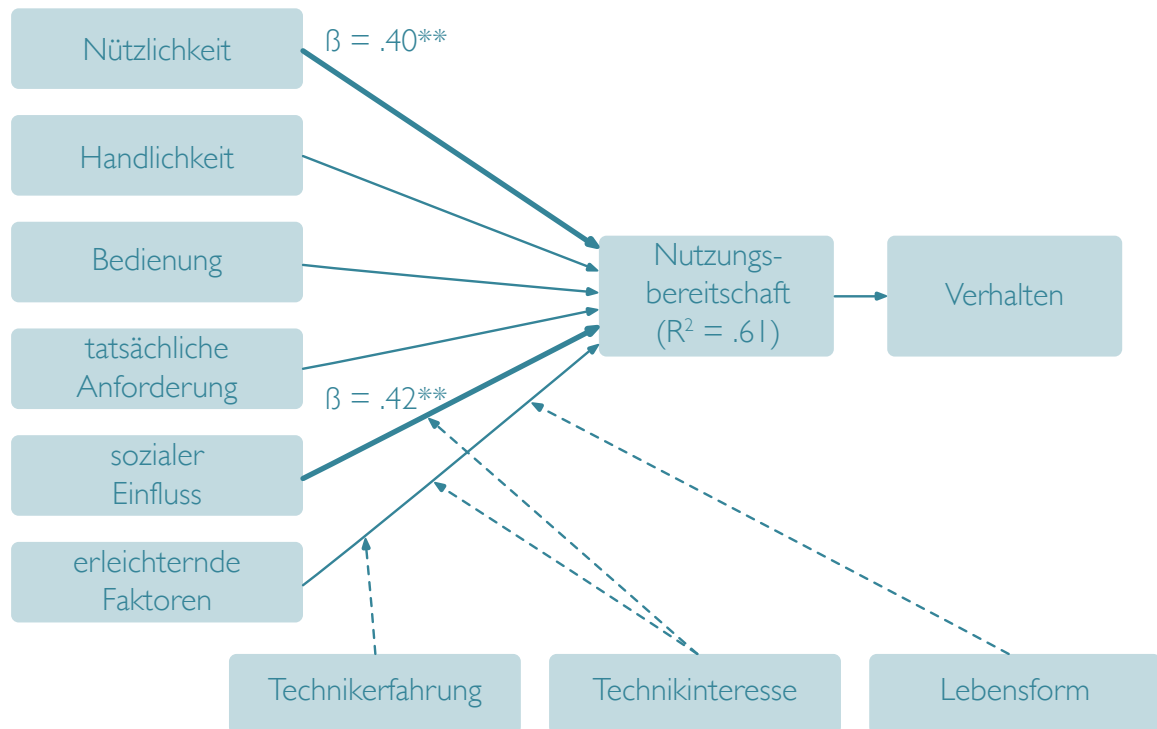 Nützlichkeit
ß = .40**
Handlichkeit
Bedienung
tatsächliche
Anforderung
ß = .42**
sozialer
Einfluss
erleichternde
Faktoren
Nutzungs-
bereitschaft
(R² = .61)
Verhalten
Technikerfahrung
Technikinteresse
Lebensform